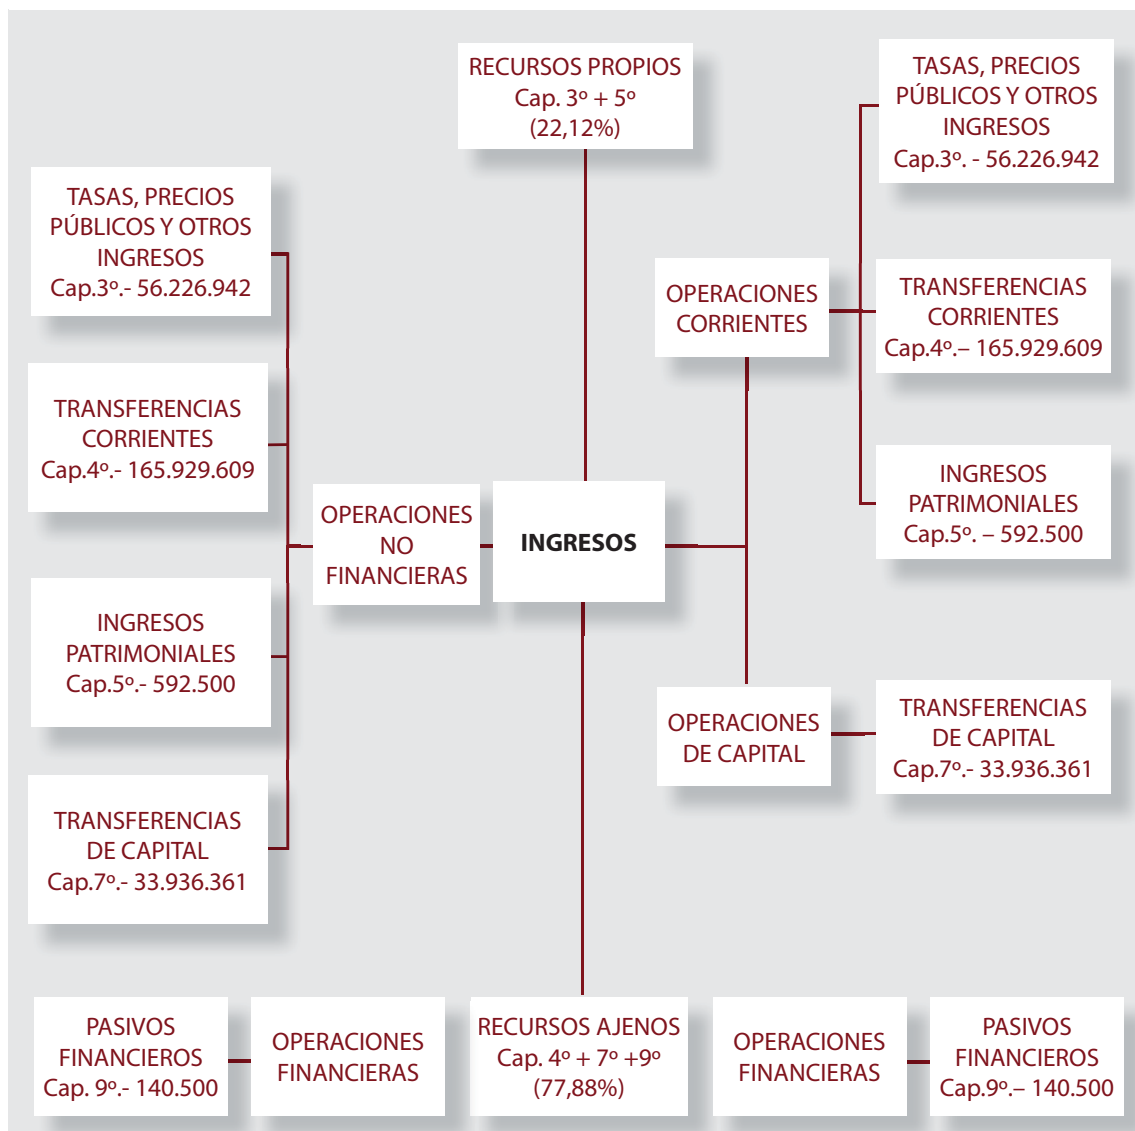 RECURSOS PROPIOS
Cap. 3º + 5º
(22,12%)
TASAS, PRECIOS
PÚBLICOS Y OTROS
INGRESOS
Cap.3º. - 56.226.942
TASAS, PRECIOS
PÚBLICOS Y OTROS
INGRESOS
Cap.3º.- 56.226.942
OPERACIONES
CORRIENTES
TRANSFERENCIAS
CORRIENTES
Cap.4º.– 165.929.609
TRANSFERENCIAS
CORRIENTES
Cap.4º.- 165.929.609
INGRESOS
PATRIMONIALES
Cap.5º. – 592.500
OPERACIONES
NO
FINANCIERAS
INGRESOS
INGRESOS
PATRIMONIALES
Cap.5º.- 592.500
OPERACIONES
DE CAPITAL
TRANSFERENCIAS
DE CAPITAL
Cap.7º.- 33.936.361
TRANSFERENCIAS
DE CAPITAL
Cap.7º.- 33.936.361
PASIVOS
FINANCIEROS
Cap. 9º.- 140.500
OPERACIONES
FINANCIERAS
RECURSOS AJENOS
Cap. 4º + 7º +9º
(77,88%)
OPERACIONES
FINANCIERAS
PASIVOS
FINANCIEROS
Cap.9º.– 140.500